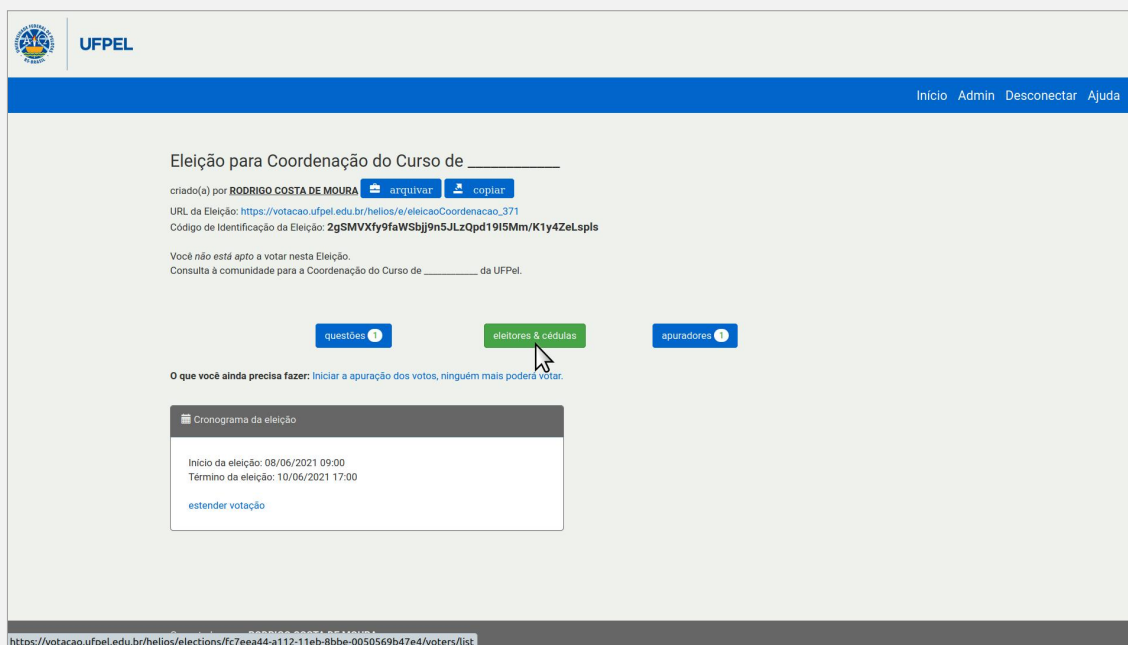 UFPEL
Início Admin Desconectar Ajuda
Eleição para Coordenação do Curso de ____________
criado(a) por RODRIGO COSTA DE MOURA arquivar copiar
URL da Eleição: https://votacao.ufpel.edu.br/helios/e/eleicaoCoordenacao_371
Código de Identificação da Eleição: 2gSMVXfy9faWSbjj9n5JLzQpd19I5Mm/K1y4ZeLspls
Você não está apto a votar nesta Eleição.
Consulta à comunidade para a Coordenação do Curso de ____________ da UFPel.
questões 1 eleitores & cédulas apuradores 1
O que você ainda precisa fazer: Iniciar a apuração dos votos, ninguém mais poderá votar.
Cronograma da eleição
Início da eleição: 08/06/2021 09:00
Término da eleição: 10/06/2021 17:00
estender votação
https://votacao.ufpel.edu.br/helios/elections/fc7eea44-a112-11eb-8bbe-0050569b47e4/voters/list